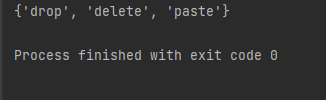 {'drop', 'delete', 'paste'}
Process finished with exit code 0